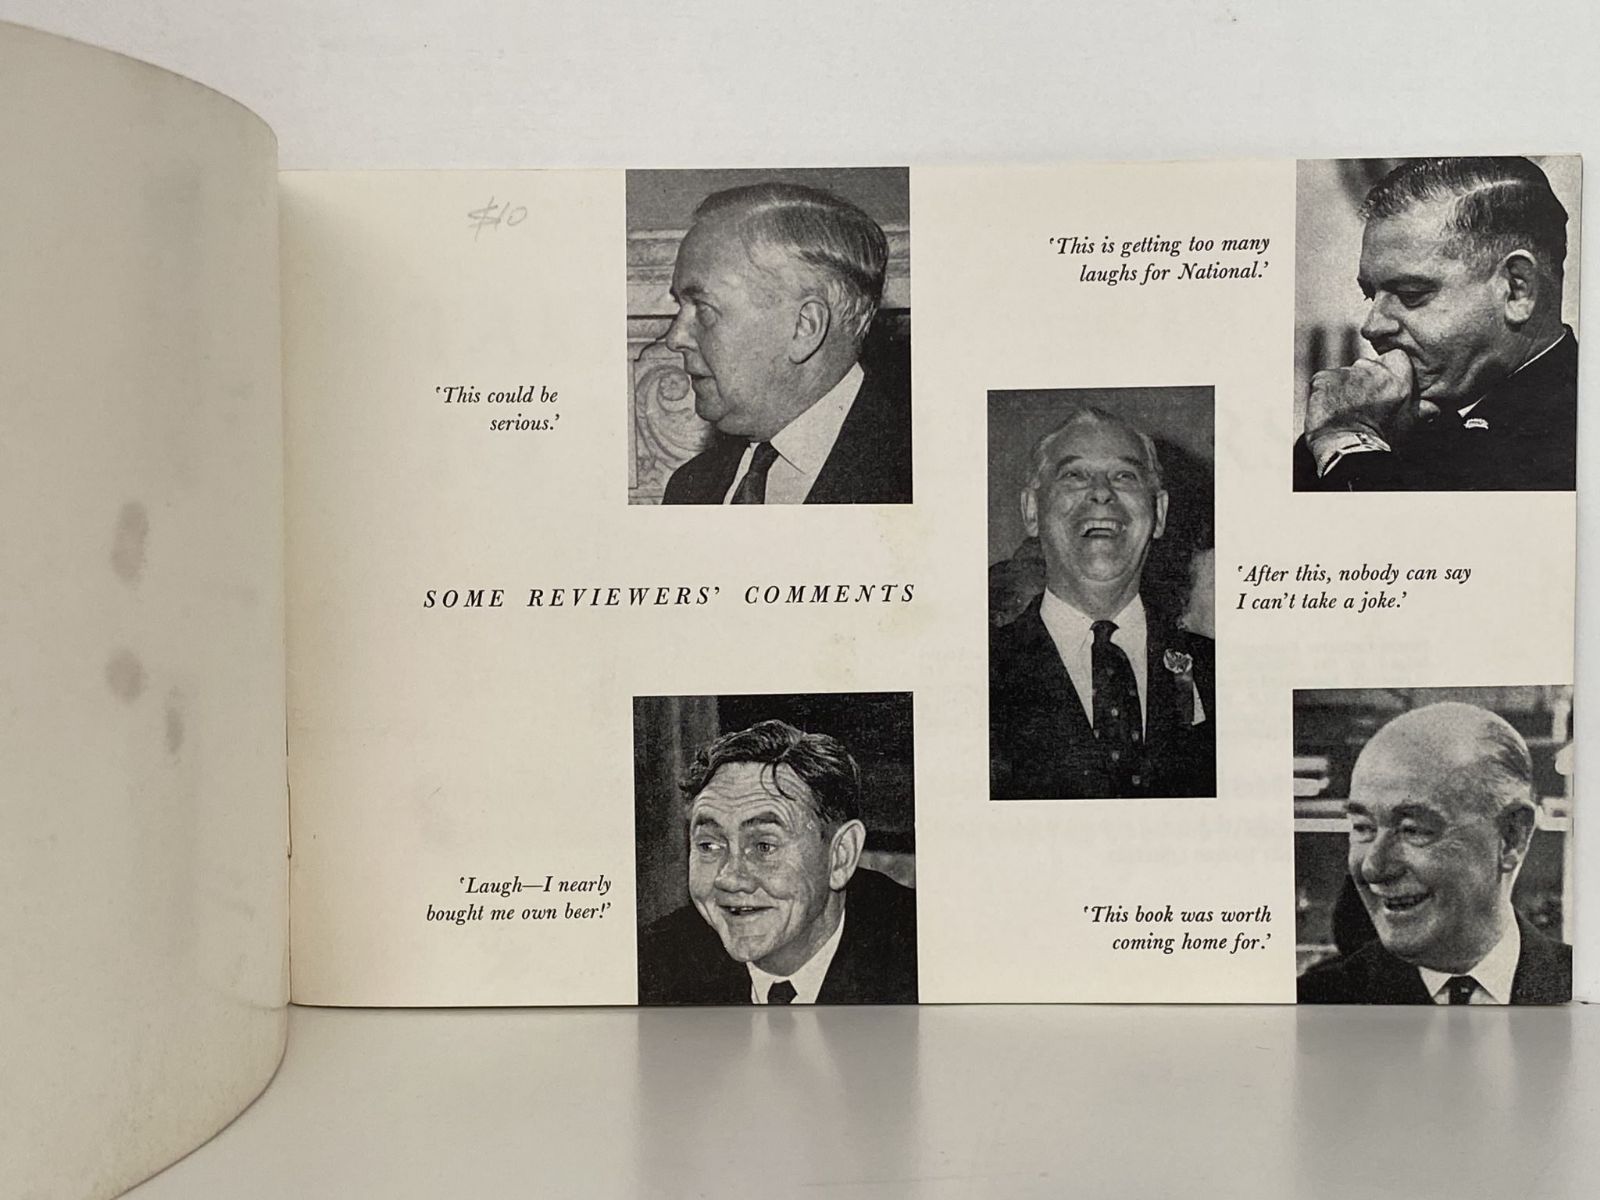 $10
‘This could be
serious.’
SOME REVIEWERS’ COMMENTS
‘Laugh—I nearly
bought me own beer!’
‘This is getting too many
laughs for National.’
‘After this, nobody can say
I can’t take a joke.’
‘This book was worth
coming home for.’